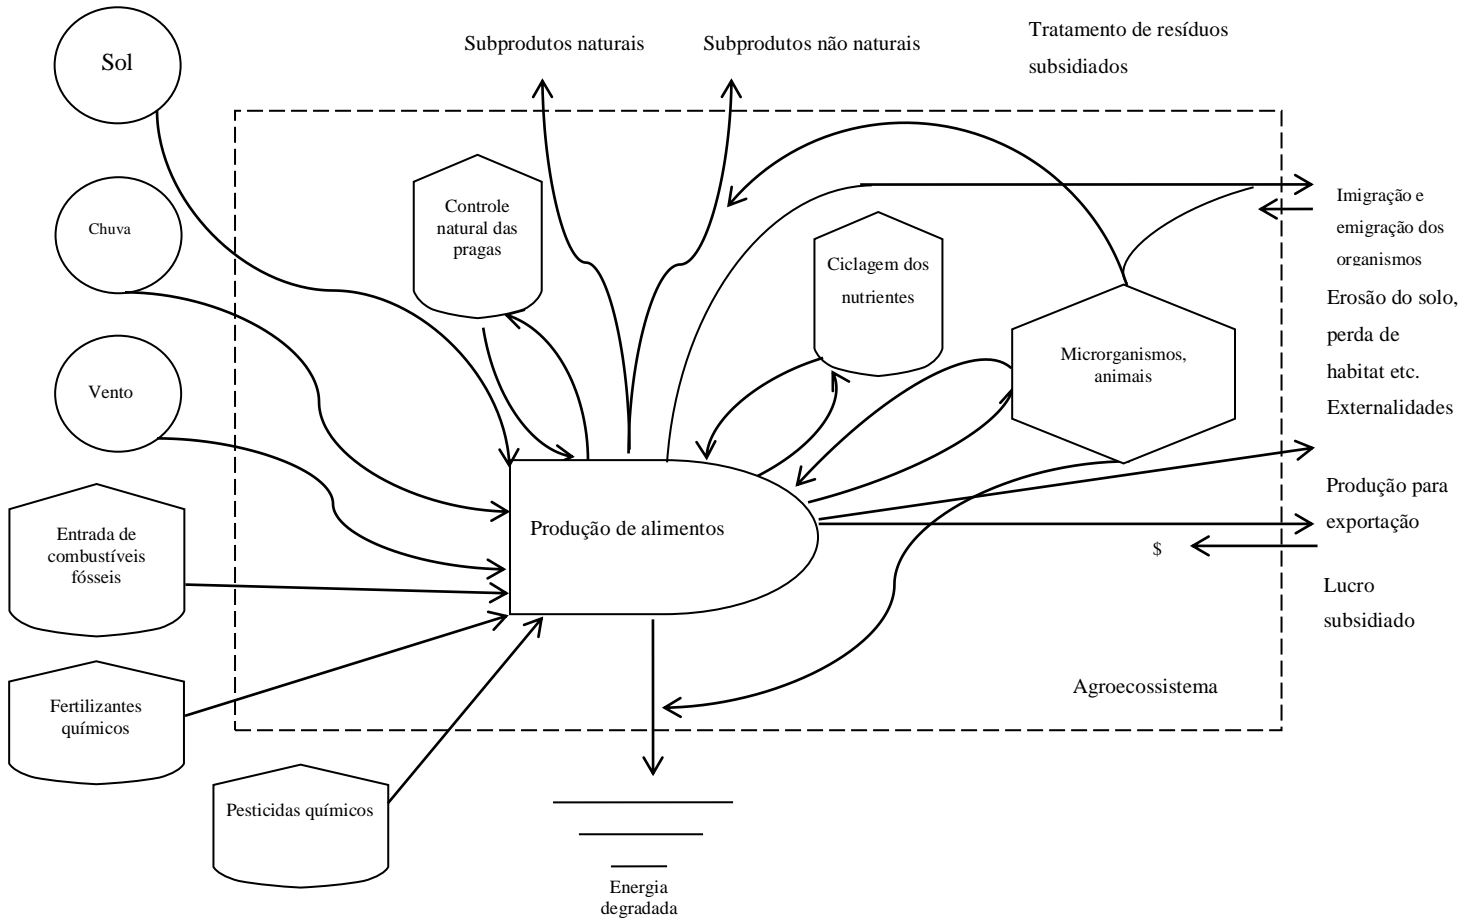 Sol
Subprodutos naturais
Subprodutos não naturais
Tratamento de resíduos
subsidiados
Chuva
Controle
natural das
pragas
Ciclagem dos
nutrientes
Imigração e
emigração dos
organismos
Erosão do solo,
perda de
habitat etc.
Externalidades
Microrganismos,
animais
Vento
Entrada de
combustíveis
fósseis
Produção de alimentos
Produção para
exportação
$
Lucro
subsidiado
Fertilizantes
químicos
Agroecossistema
Pesticidas químicos
Energia
degradada